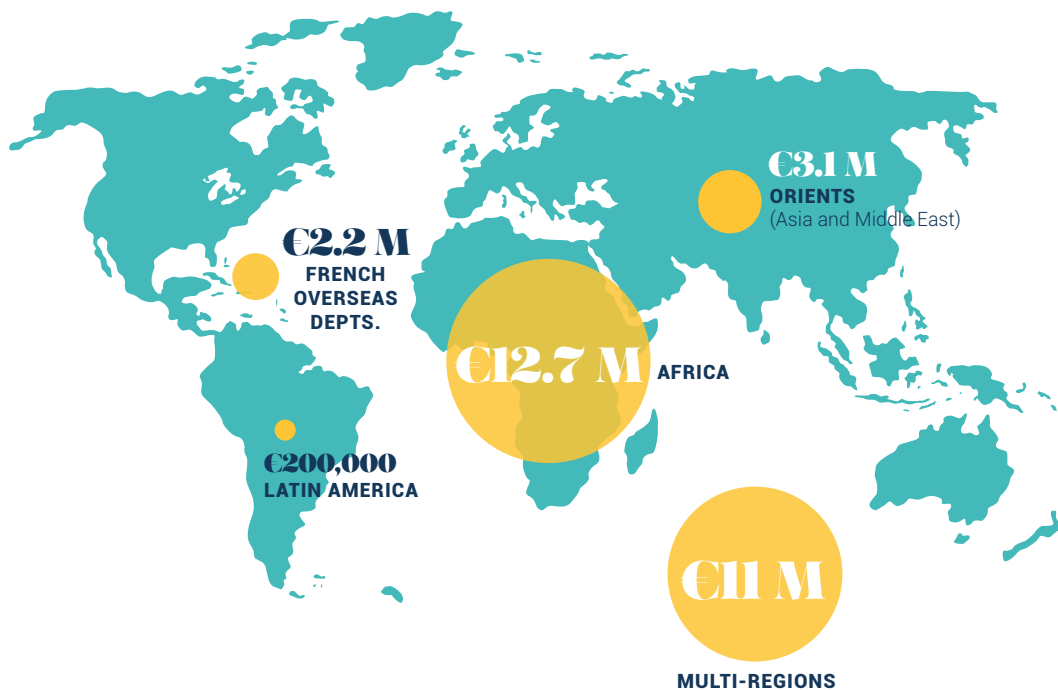 €3.1 M
ORIENTS
(Asia and Middle East)
€2.2 M
FRENCH
OVERSEAS
DEPTS.
€12.7 M
AFRICA
€200,000
LATIN AMERICA
€11 M
MULTI-REGIONS